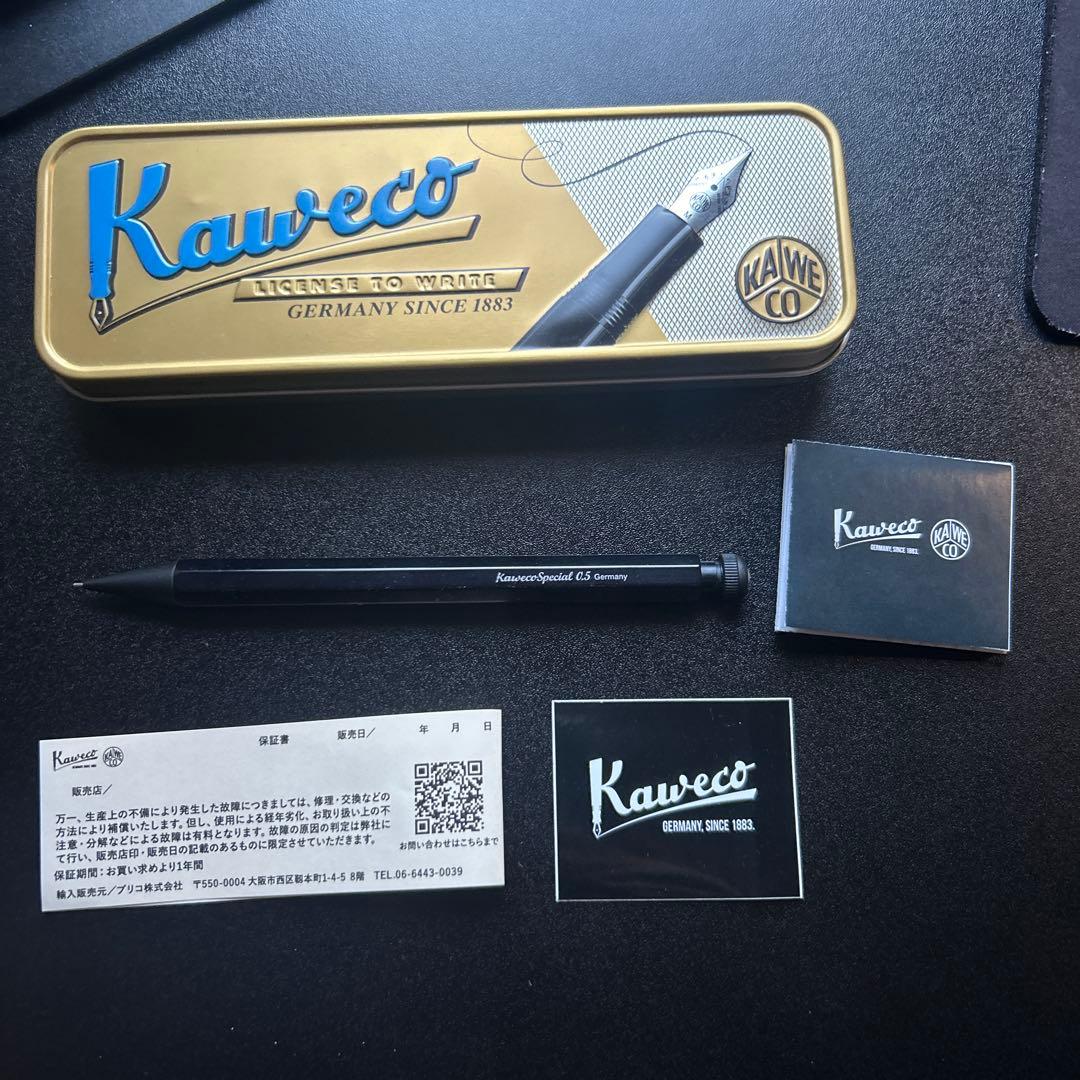 Kaweco
LICENSE TO WRITE
GERMANY SINCE 1883
KAWECO
KawecoSpecial 0.5 Germany
Kaweco
GERMANY, SINCE 1883.
KAWECO
Kaweco
KAWECO
保証書 販売日/ 年 月 日
販売店/
万一、生産上の不備により発生した故障につきましては、修理・交換などの
方法により補償いたします。但し、使用による経年劣化、お取り扱い上の不
注意・分解などによる故障は有料となります。故障の原因の判定は弊社に
て行い、販売店印・販売日の記載のあるものに限定させていただきます。
お問い合わせはこちらまで
保証期間：お買い求めより1年間
輸入販売元/プリコ株式会社 〒550-0004 大阪市西区靱本町1-4-5 8階 TEL.06-6443-0039
Kaweco
GERMANY, SINCE 1883.